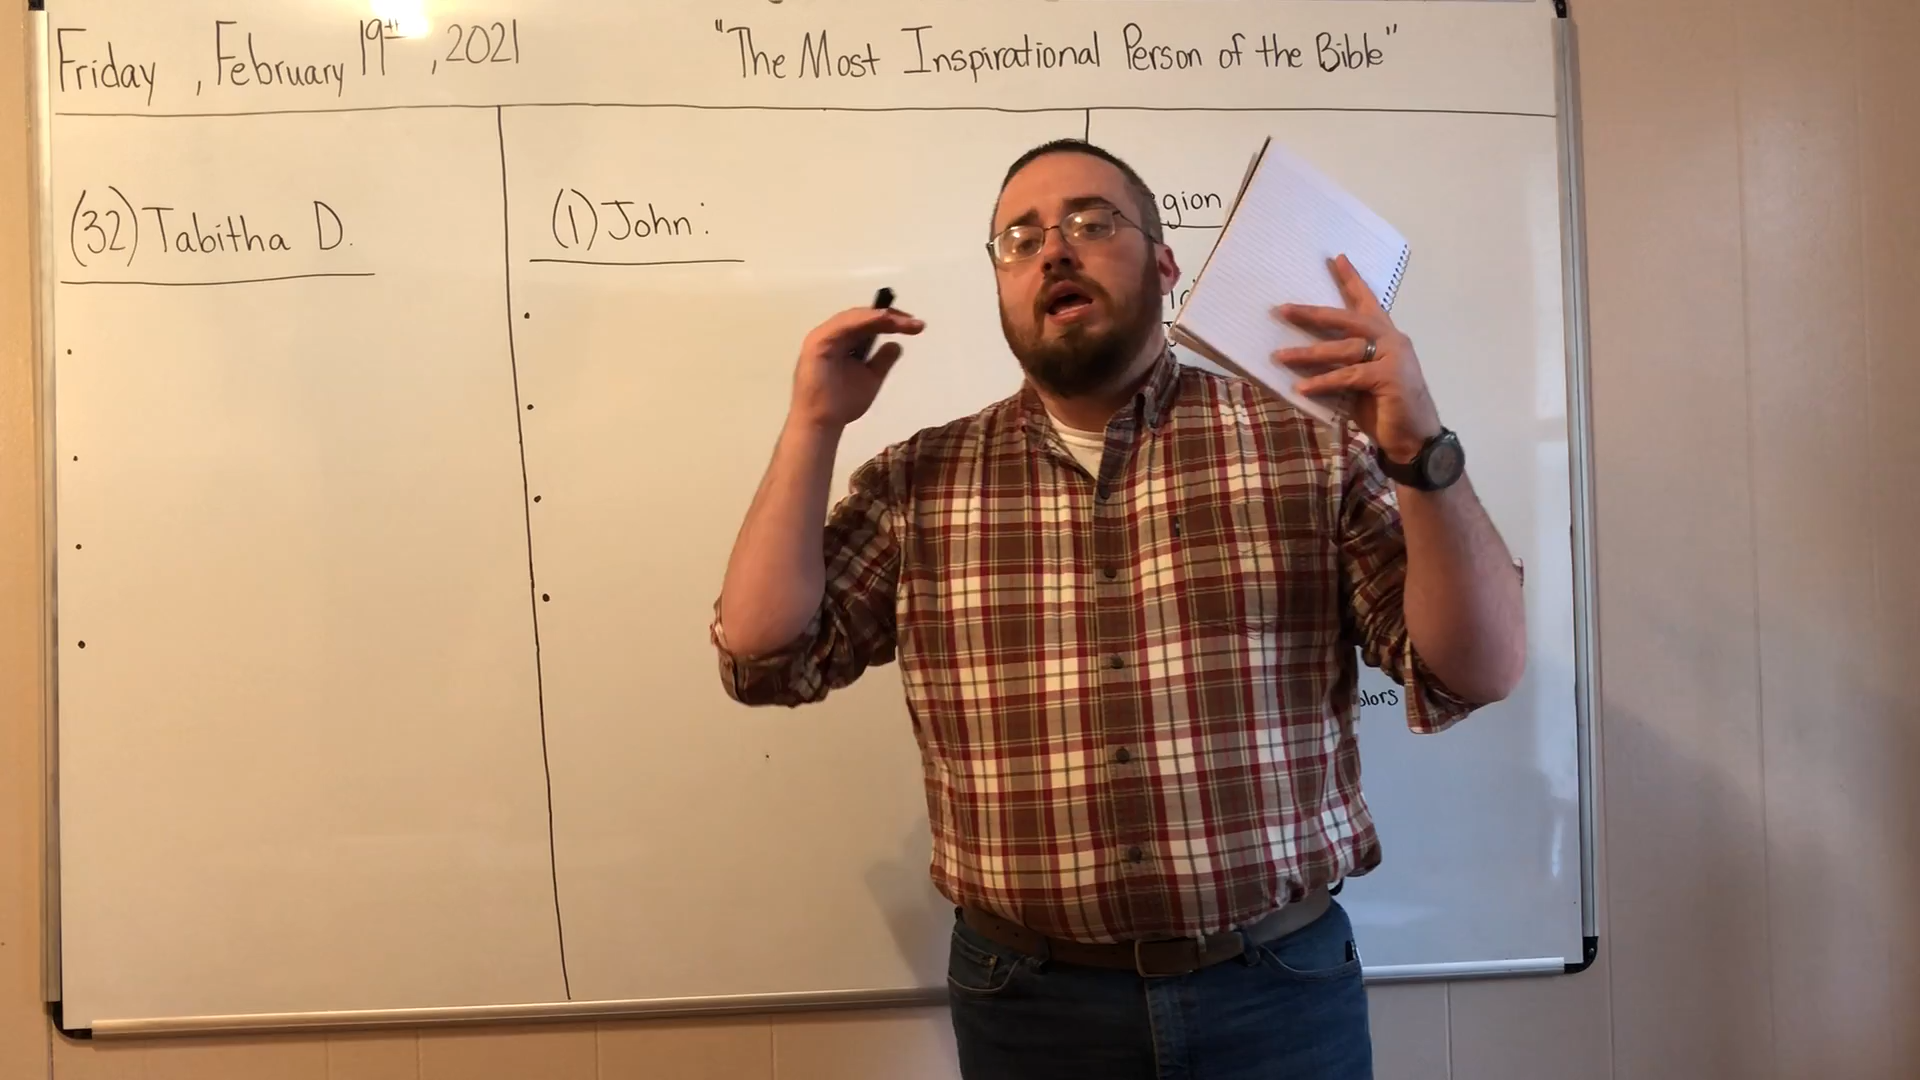 Friday, February 19th, 2021
"The Most Inspirational Person of the Bible"
(32) Tabitha D.
(1) John: